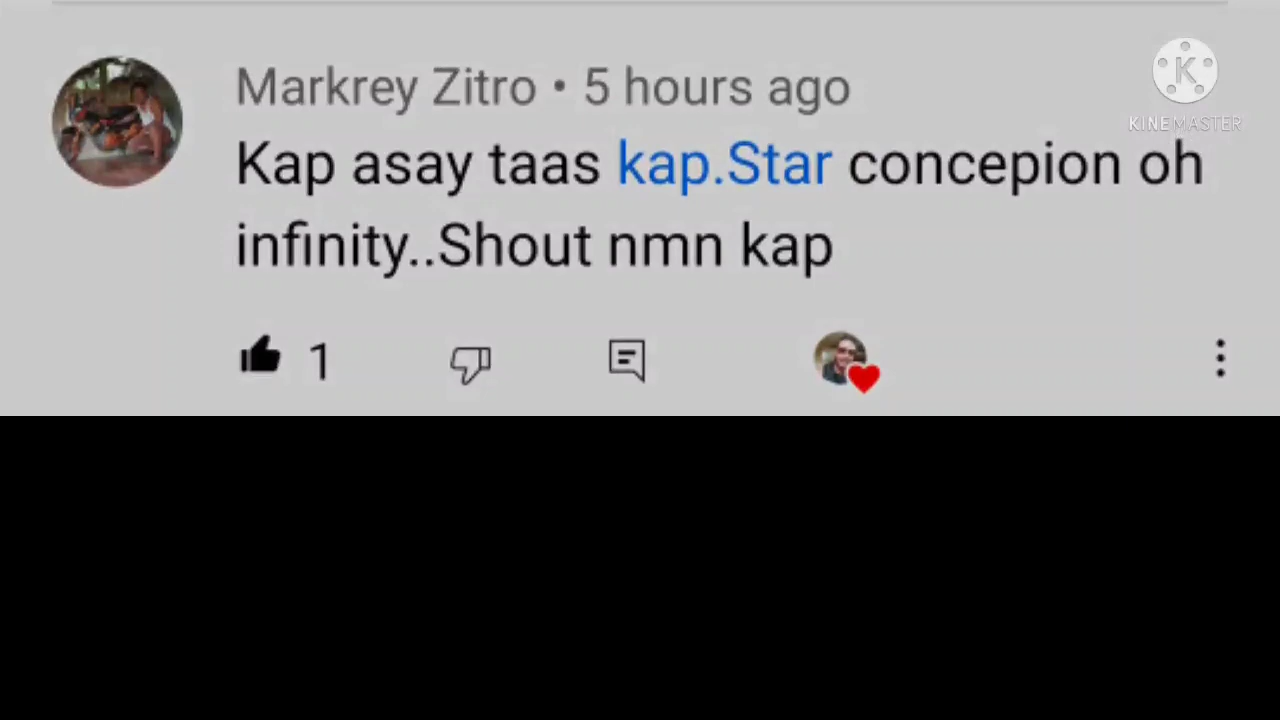 Markrey Zitro • 5 hours ago
KINEMASTER
Kap asay taas kap.Star concepion oh
infinity..Shout nmn kap
1